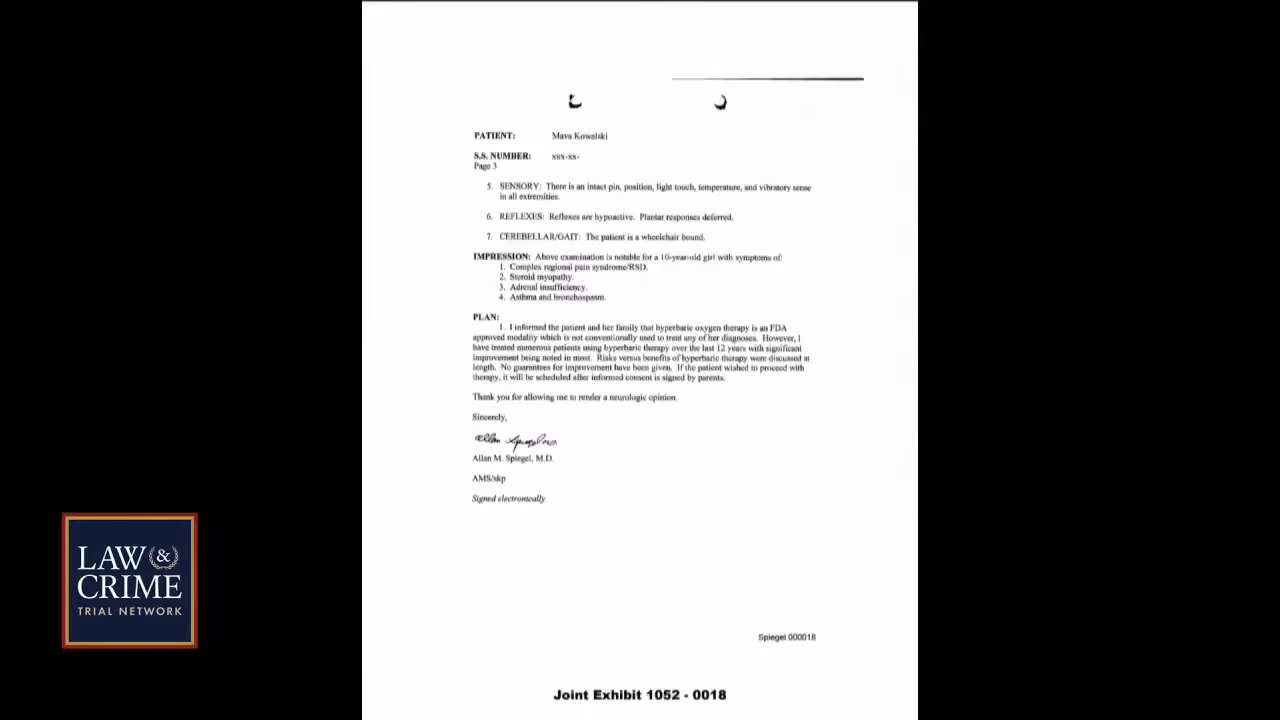 PATIENT: Maya Kowalski
S.S. NUMBER: xxx-xx-
Page 3
5. SENSORY: There is an intact pin, position, light touch, temperature, and vibratory sense
in all extremities.
6. REFLEXES: Reflexes are hypoactive. Plantar responses deferred.
7. CEREBELLAR/GAIT: The patient is a wheelchair bound.
IMPRESSION: Above examination is notable for a 10-year-old girl with symptoms of:
1. Complex regional pain syndrome/RSD.
2. Steroid myopathy.
3. Adrenal insufficiency.
4. Asthma and bronchospasm.
PLAN:
1. I informed the patient and her family that hyperbaric oxygen therapy is an FDA
approved modality which is not conventionally used to treat any of her diagnoses. However, I
have treated numerous patients using hyperbaric therapy over the last 12 years with significant
improvement being noted in most. Risks versus benefits of hyperbaric therapy were discussed at
length. No guarantees for improvement have been given. If the patient wished to proceed with
therapy, it will be scheduled after informed consent is signed by parents.
Thank you for allowing me to render a neurologic opinion.
Sincerely,
Allan M. Spiegel, M.D.
AMS/skp
Signed electronically
LAW &
CRIME
TRIAL NETWORK
Spiegel 000018
Joint Exhibit 1052 - 0018